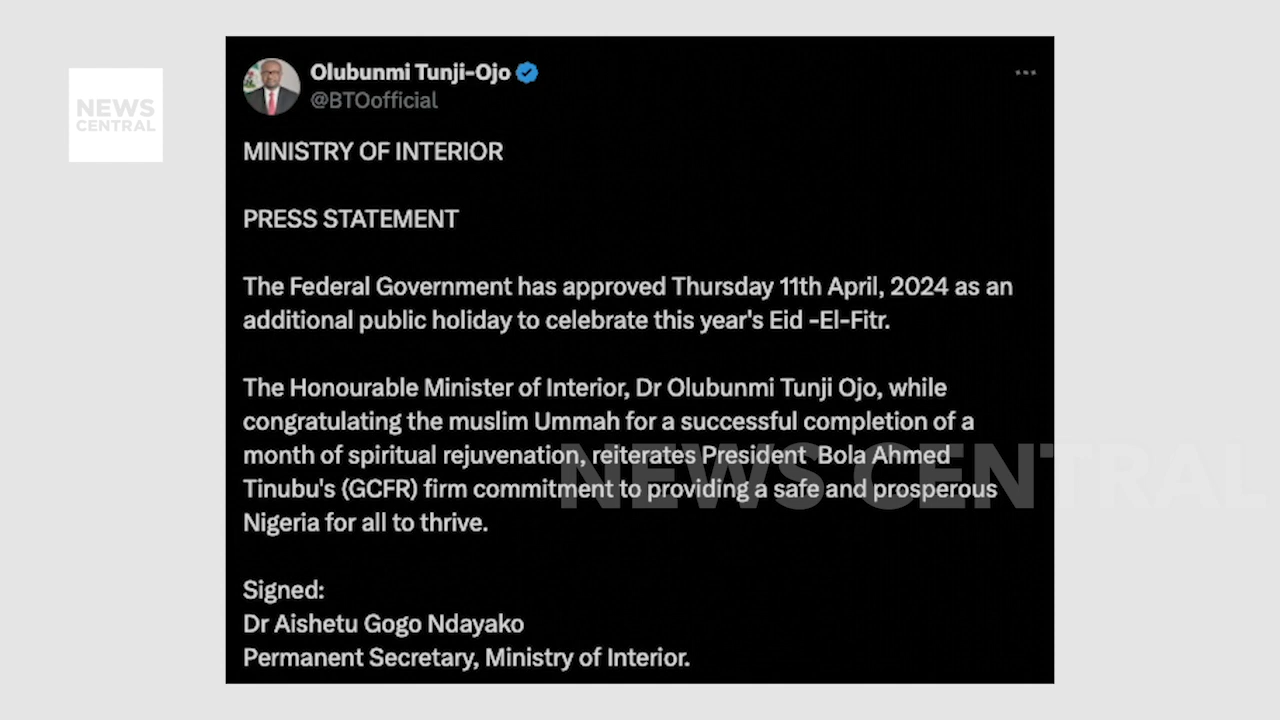 NEWS
CENTRAL
Olubunmi Tunji-Ojo
@BTOofficial
MINISTRY OF INTERIOR
PRESS STATEMENT
The Federal Government has approved Thursday 11th April, 2024 as an
additional public holiday to celebrate this year's Eid -El-Fitr.
The Honourable Minister of Interior, Dr Olubunmi Tunji Ojo, while
congratulating the muslim Ummah for a successful completion of a
month of spiritual rejuvenation, reiterates President Bola Ahmed
Tinubu's (GCFR) firm commitment to providing a safe and prosperous
Nigeria for all to thrive.
NEWS CENTRAL
Signed:
Dr Aishetu Gogo Ndayako
Permanent Secretary, Ministry of Interior.